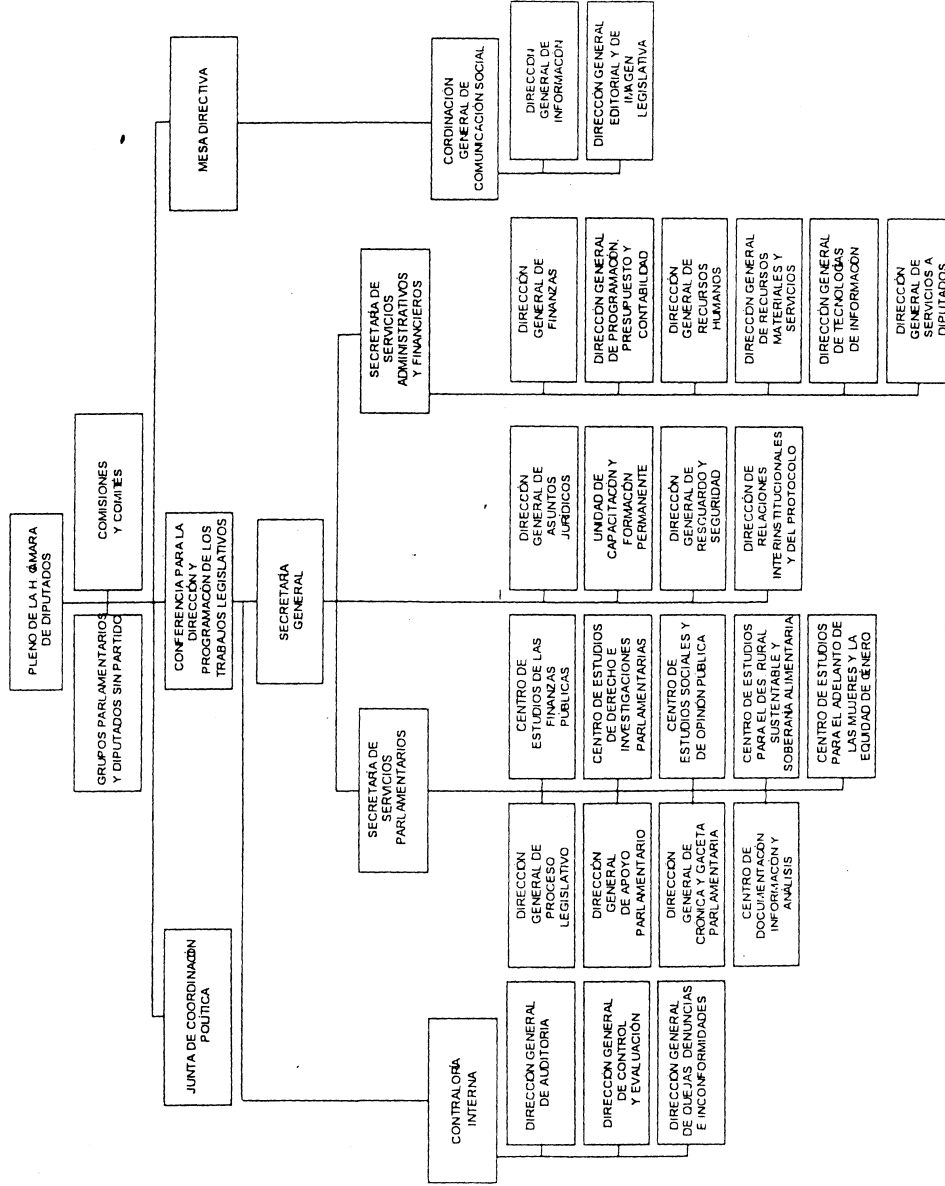 PLENO DE LA H. CÁMARA
DE DIPUTADOS
GRUPOS PARLAMENTARIOS
Y DIPUTADOS SIN PARTIDO
COMISIONES
Y COMITÉS
JUNTA DE COORDINACIÓN
POLÍTICA
CONFERENCIA PARA LA
DIRECCIÓN Y
PROGRAMACIÓN DE LOS
TRABAJOS LEGISLATIVOS
MESA DIRECTIVA
SECRETARÍA
GENERAL
CONTRALORÍA
INTERNA
SECRETARÍA DE
SERVICIOS
PARLAMENTARIOS
SECRETARÍA DE
SERVICIOS
ADMINISTRATIVOS
Y FINANCIEROS
CORDINACIÓN
GENERAL DE
COMUNICACIÓN SOCIAL
DIRECCIÓN GENERAL
DE AUDITORIA
DIRECCIÓN GENERAL
DE CONTROL
Y EVALUACIÓN
DIRECCIÓN GENERAL
DE QUEJAS DENUNCIAS
E INCONFORMIDADES
DIRECCIÓN
GENERAL DE
PROCESO
LEGISLATIVO
DIRECCIÓN
GENERAL
DE APOYO
PARLAMENTARIO
DIRECCIÓN
GENERAL DE
CRÓNICA Y GACETA
PARLAMENTARIA
CENTRO DE
DOCUMENTACIÓN
INFORMACIÓN Y
ANÁLISIS
CENTRO DE
ESTUDIOS DE LAS
FINANZAS
PÚBLICAS
CENTRO DE ESTUDIOS
DE DERECHO E
INVESTIGACIONES
PARLAMENTARIAS
CENTRO DE
ESTUDIOS SOCIALES Y
DE OPINIÓN PÚBLICA
CENTRO DE ESTUDIOS
PARA EL DES. RURAL
SUSTENTABLE Y
SOBERANÍA ALIMENTARIA
CENTRO DE ESTUDIOS
PARA EL ADELANTO DE
LAS MUJERES Y LA
EQUIDAD DE GÉNERO
DIRECCIÓN
GENERAL DE
ASUNTOS
JURÍDICOS
UNIDAD DE
CAPACITACIÓN Y
FORMACIÓN
PERMANENTE
DIRECCIÓN
GENERAL DE
RESGUARDO Y
SEGURIDAD
DIRECCIÓN DE
RELACIONES
INTERINSTITUCIONALES
Y DEL PROTOCOLO
DIRECCIÓN
GENERAL DE
FINANZAS
DIRECCIÓN GENERAL
DE PROGRAMACIÓN,
PRESUPUESTO Y
CONTABILIDAD
DIRECCIÓN
GENERAL DE
RECURSOS
HUMANOS
DIRECCIÓN GENERAL
DE RECURSOS
MATERIALES Y
SERVICIOS
DIRECCIÓN GENERAL
DE TECNOLOGÍAS
DE INFORMACIÓN
DIRECCIÓN
GENERAL DE
SERVICIOS A
DIPUTADOS
DIRECCIÓN
GENERAL DE
INFORMACIÓN
DIRECCIÓN GENERAL
EDITORIAL Y DE
IMAGEN
LEGISLATIVA